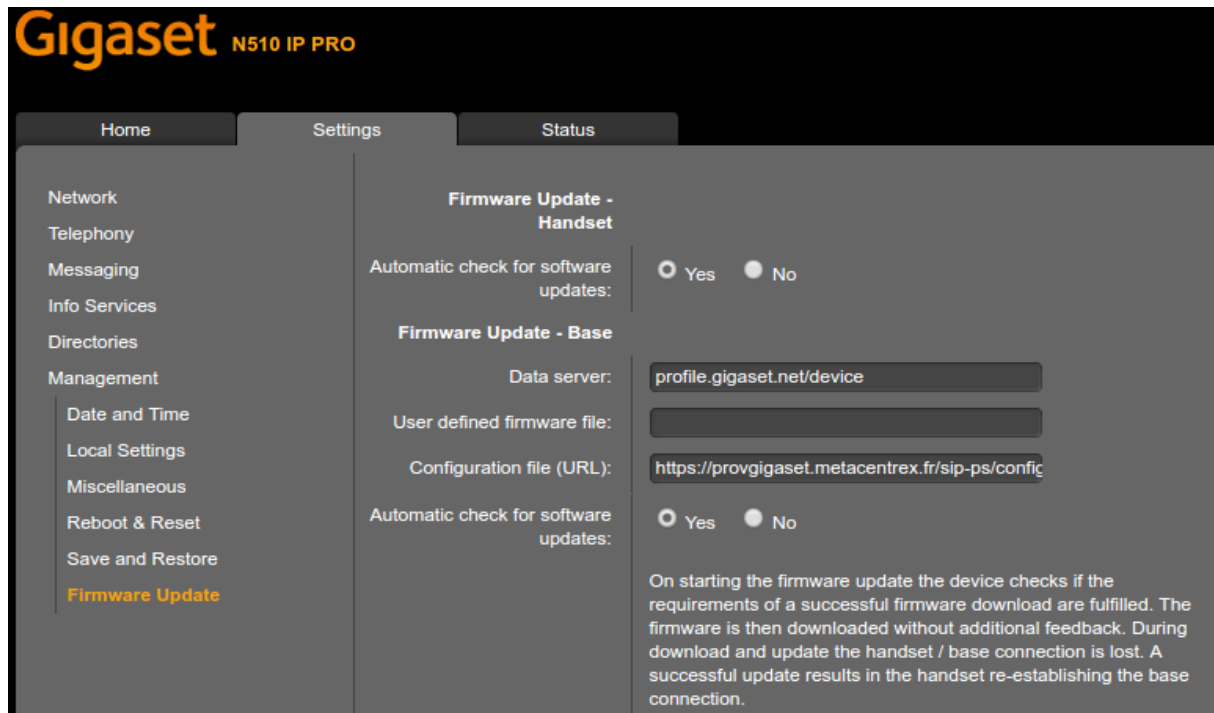 Gigaset N510 IP PRO
Home Settings Status
Network
Telephony
Messaging
Info Services
Directories
Management
Date and Time
Local Settings
Miscellaneous
Reboot & Reset
Save and Restore
Firmware Update
Firmware Update -
Handset
Automatic check for software
updates:
Yes No
Firmware Update - Base
Data server: profile.gigaset.net/device
User defined firmware file:
Configuration file (URL): https://provgigaset.metacentrex.fr/sip-ps/config
Automatic check for software
updates:
Yes No
On starting the firmware update the device checks if the
requirements of a successful firmware download are fulfilled. The
firmware is then downloaded without additional feedback. During
download and update the handset / base connection is lost. A
successful update results in the handset re-establishing the base
connection.